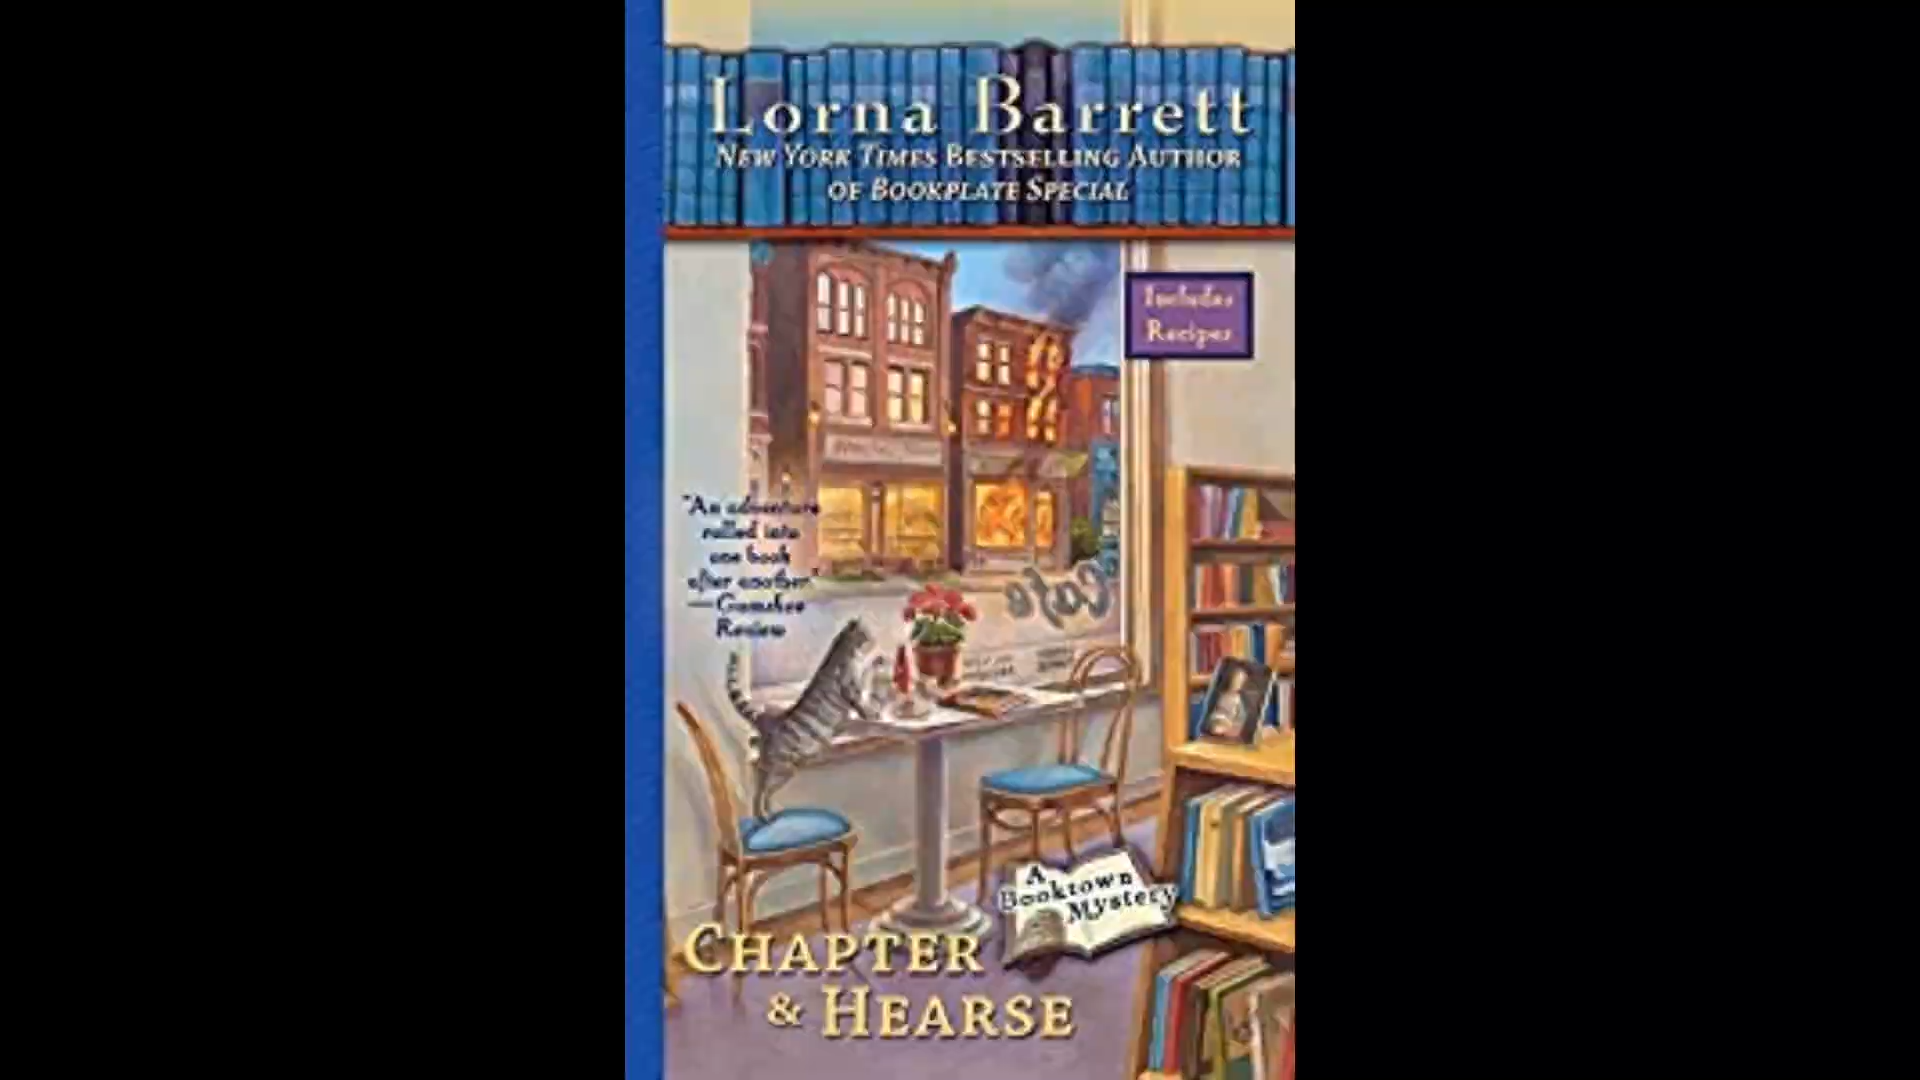 Lorna Barrett
NEW YORK TIMES BESTSELLING AUTHOR
OF BOOKPLATE SPECIAL
Includes
Recipes
"An adventure
rolled into
one book
after another."
—Gumshoe
Review
Cafe
A
Booktown
Mystery
CHAPTER
& HEARSE